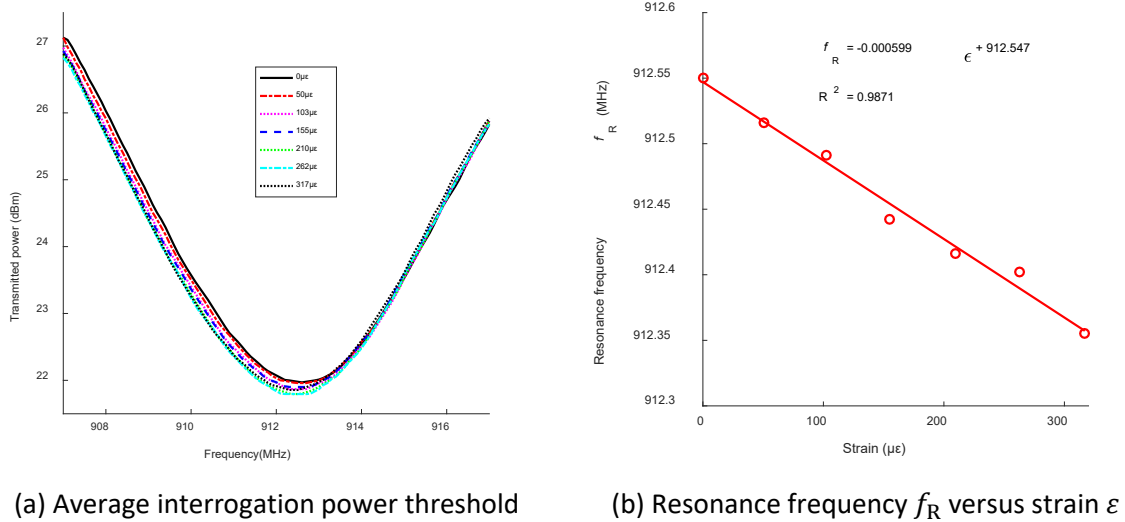 27
26
25
24
23
22
Transmitted power (dBm)
0με
50με
103με
155με
210με
262με
317με
908
910
912
914
916
Frequency(MHz)
(a) Average interrogation power threshold
912.6
912.55
912.5
912.45
912.4
912.35
912.3
Resonance frequency f R (MHz)
f R = -0.000599 ϵ + 912.547
R 2 = 0.9871
0
100
200
300
Strain (με)
(b) Resonance frequency fR versus strain ε